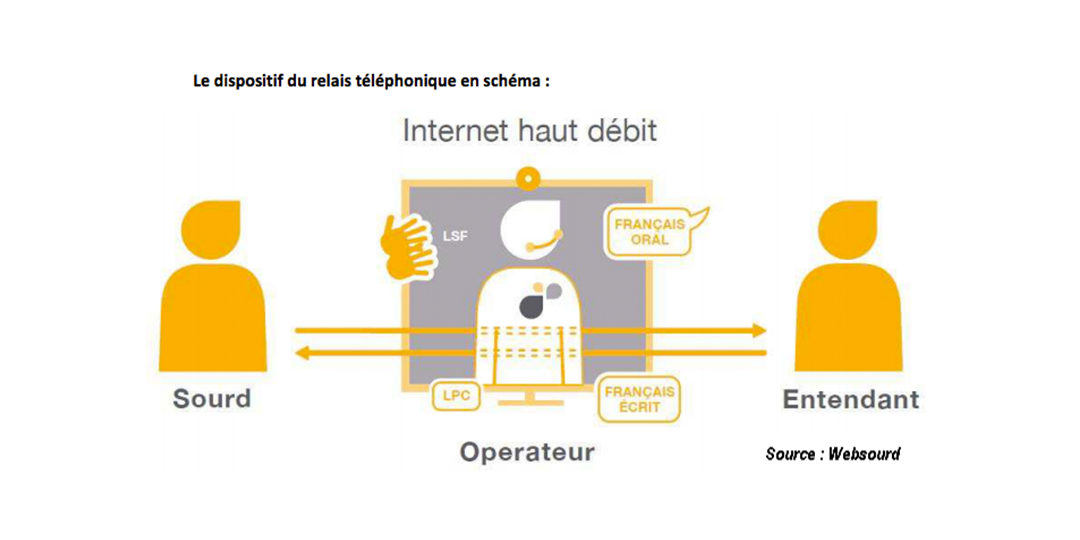 Le dispositif du relais téléphonique en schéma :
Internet haut débit
LSF
FRANÇAIS
ORAL
LPC
FRANÇAIS
ÉCRIT
Sourd
Entendant
Operateur
Source : Websourd